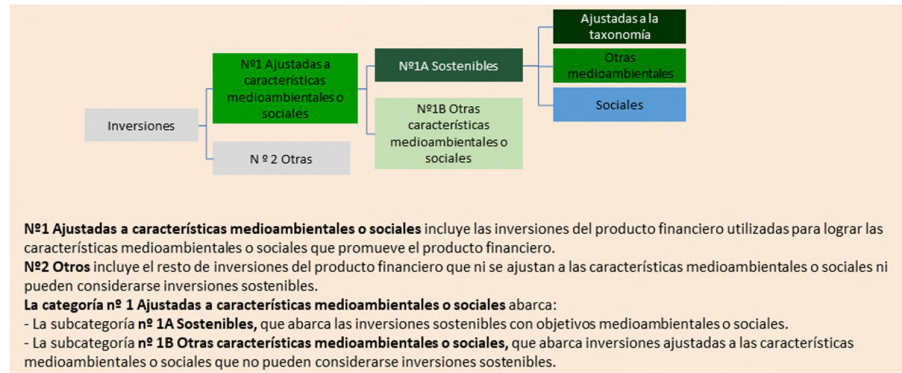 Ajustadas a la
taxonomía
Nº1 Ajustadas a
características
medioambientales o
sociales
Nº1A Sostenibles
Otras
medioambientales
Sociales
Nº1B Otras
características
medioambientales o
sociales
Inversiones
N º 2 Otras
Nº1 Ajustadas a características medioambientales o sociales incluye las inversiones del producto financiero utilizadas para lograr las
características medioambientales o sociales que promueve el producto financiero.
Nº2 Otros incluye el resto de inversiones del producto financiero que ni se ajustan a las características medioambientales o sociales ni
pueden considerarse inversiones sostenibles.
La categoría nº 1 Ajustadas a características medioambientales o sociales abarca:
- La subcategoría nº 1A Sostenibles, que abarca las inversiones sostenibles con objetivos medioambientales o sociales.
- La subcategoría nº 1B Otras características medioambientales o sociales, que abarca inversiones ajustadas a las características
medioambientales o sociales que no pueden considerarse inversiones sostenibles.